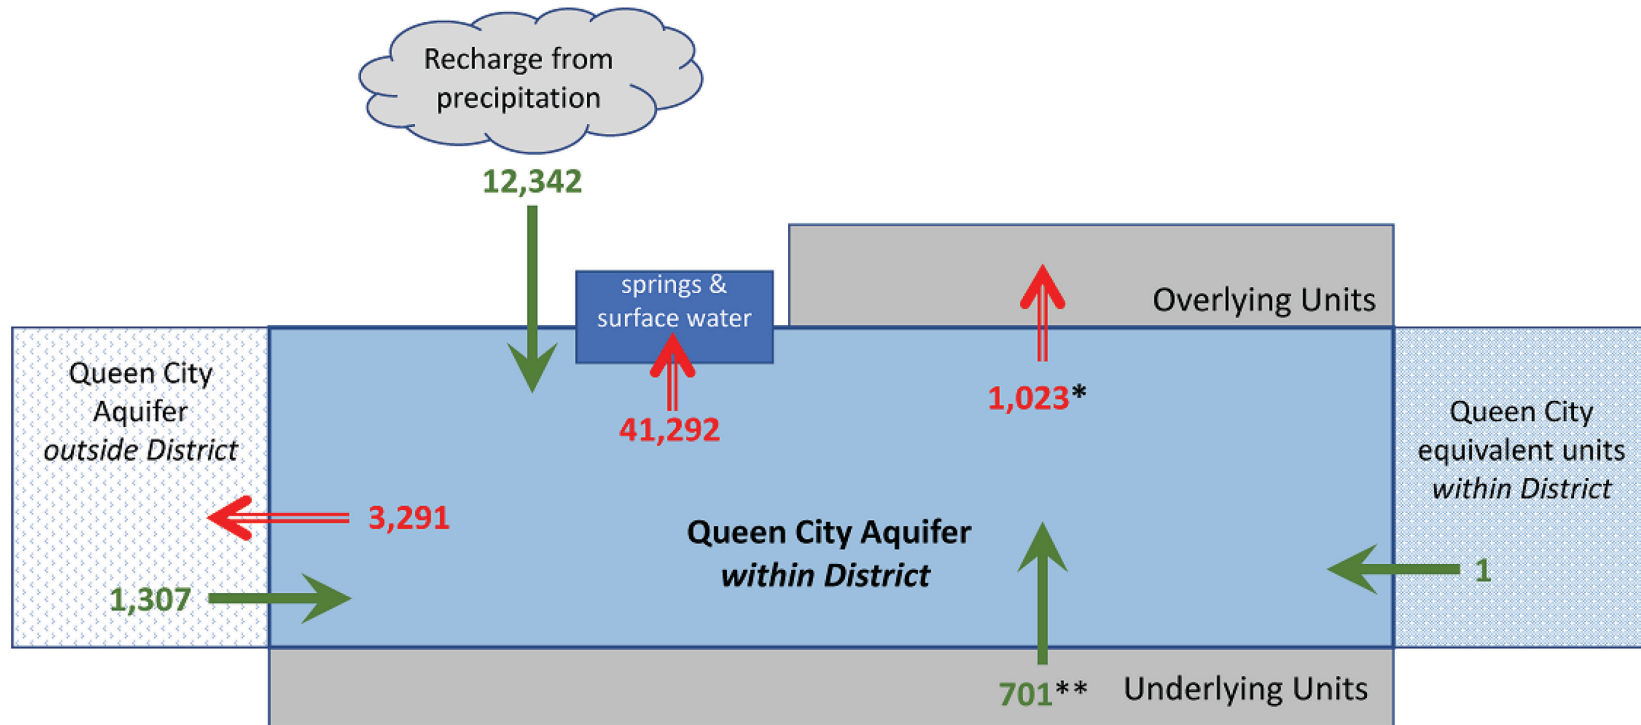 Recharge from
precipitation
12,342
springs &
surface water
Overlying Units
Queen City
Aquifer
outside District
1,023*
41,292
Queen City
equivalent units
within District
3,291
Queen City Aquifer
within District
1,307
1
701**
Underlying Units